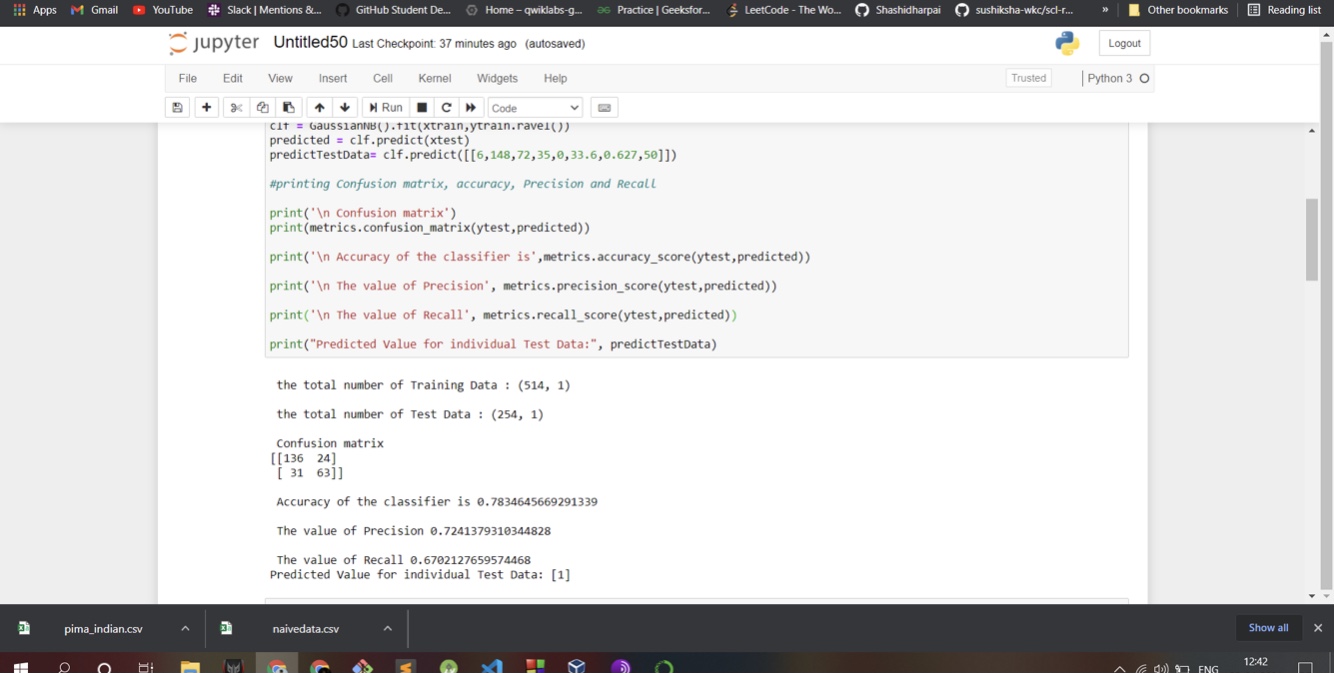 Apps Gmail YouTube Slack | Mentions &... GitHub Student De... Home – qwiklabs-g... Practice | Geeksfor... LeetCode - The Wo... Shashidharpai sushiksha-wkc/scl-r... » Other bookmarks Reading list
jupyter Untitled50 Last Checkpoint: 37 minutes ago (autosaved) Logout
File Edit View Insert Cell Kernel Widgets Help Trusted Python 3
Run Code
clf = GaussianNB().fit(xtrain,ytrain.ravel())
predicted = clf.predict(xtest)
predictTestData= clf.predict([[6,148,72,35,0,33.6,0.627,50]])
#printing Confusion matrix, accuracy, Precision and Recall
print('\n Confusion matrix')
print(metrics.confusion_matrix(ytest,predicted))
print('\n Accuracy of the classifier is',metrics.accuracy_score(ytest,predicted))
print('\n The value of Precision', metrics.precision_score(ytest,predicted))
print('\n The value of Recall', metrics.recall_score(ytest,predicted))
print("Predicted Value for individual Test Data:", predictTestData)
the total number of Training Data : (514, 1)
the total number of Test Data : (254, 1)
Confusion matrix
[[136 24]
[ 31 63]]
Accuracy of the classifier is 0.7834645669291339
The value of Precision 0.7241379310344828
The value of Recall 0.6702127659574468
Predicted Value for individual Test Data: [1]
pima_indian.csv naivedata.csv Show all
ENG 12:42